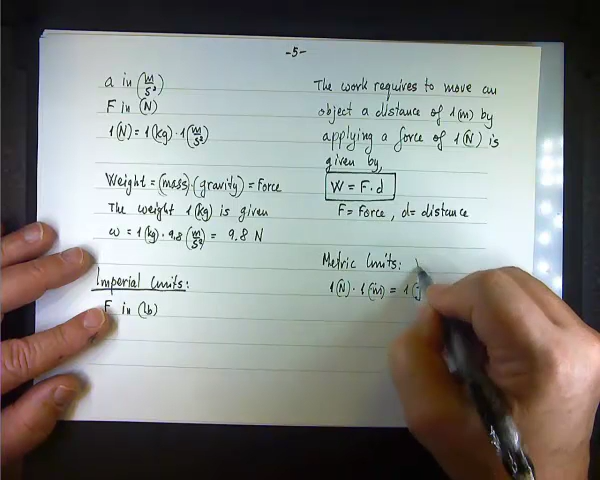 -5-
a in (m/s²)
F in (N)
1(N) = 1(kg) · 1(m/s²)
Weight = (mass) · (gravity) = Force
The weight 1(kg) is given
w = 1(kg) · 9.8 (m/s²) = 9.8 N
Imperial Units:
F in (lb)
The work requires to move an
object a distance of 1(m) by
applying a force of 1(N) is
given by,
W = F · d
F = Force, d = distance
Metric Units:
1(N) · 1(m) = 1(J